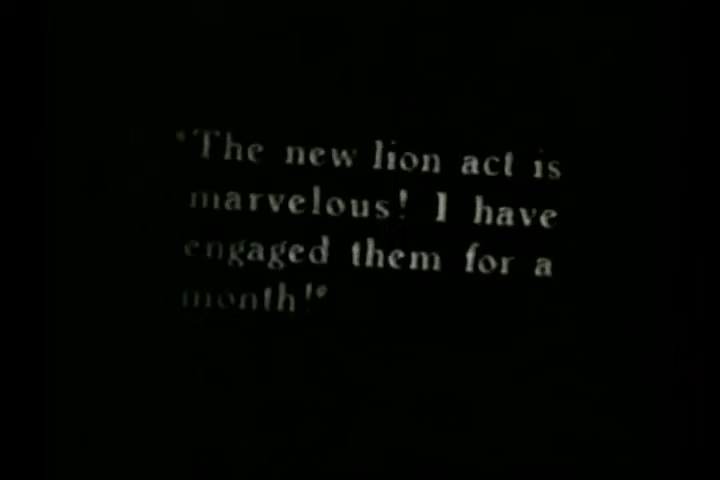 "The new lion act is
marvelous! I have
engaged them for a
month!"